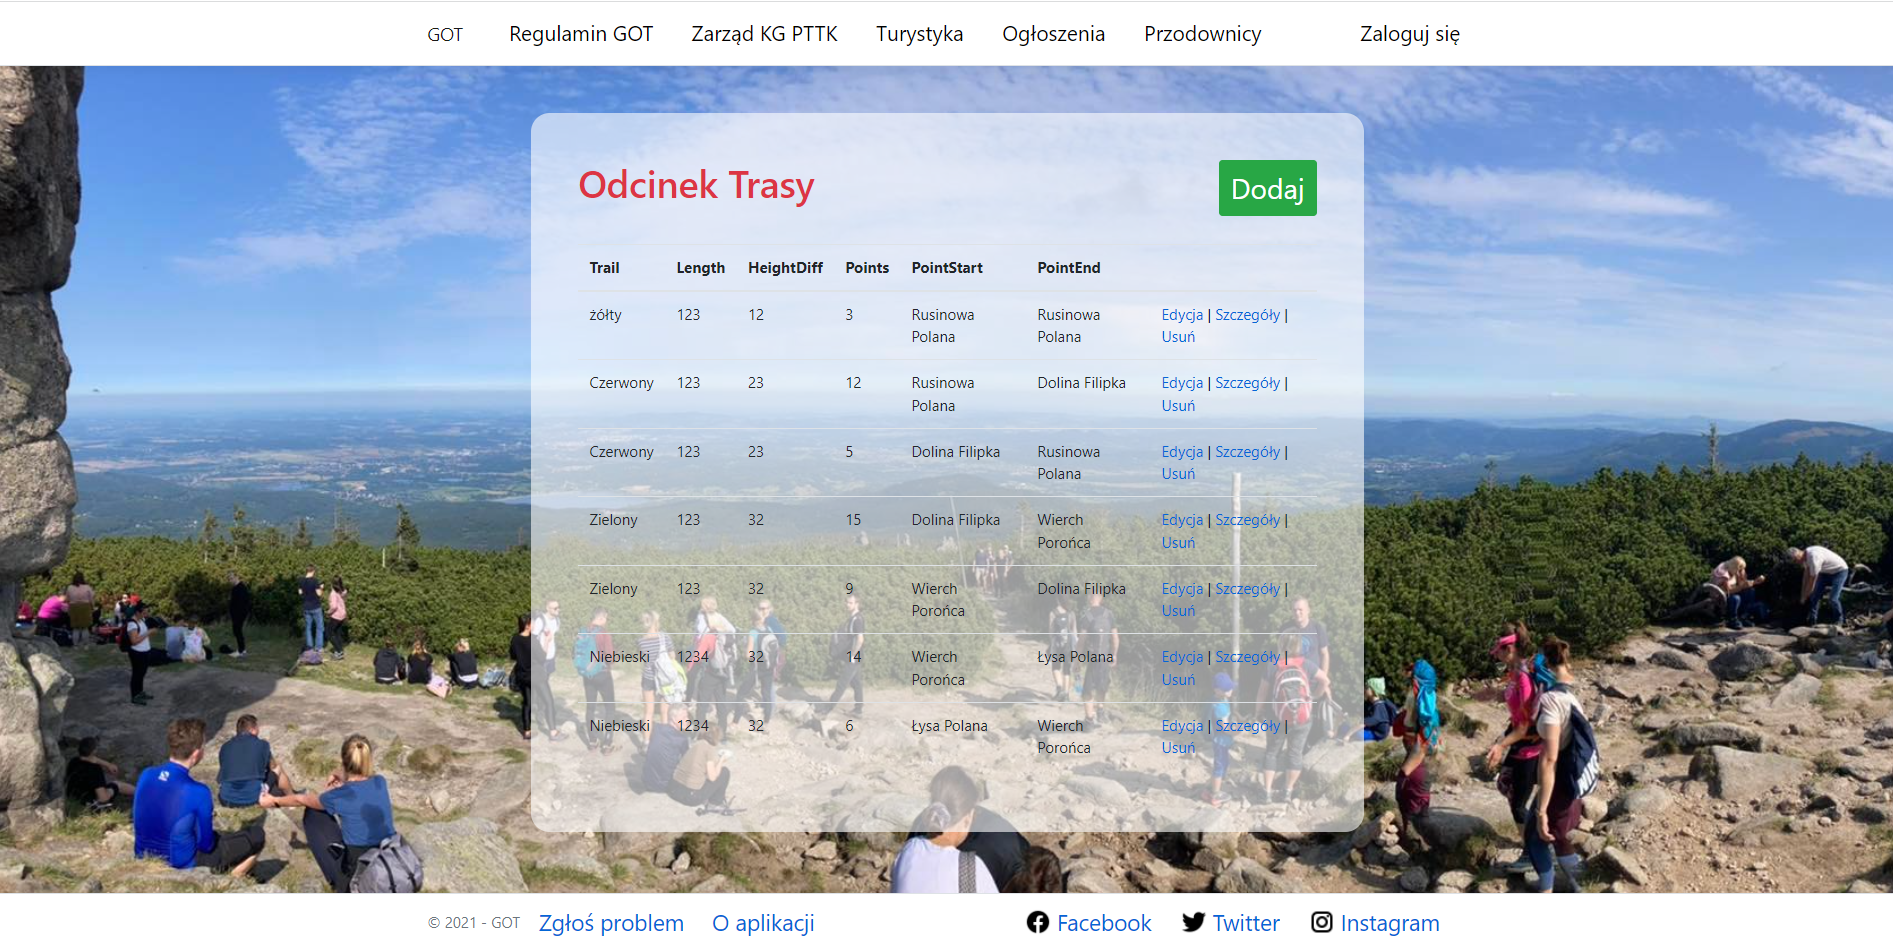 GOT Regulamin GOT Zarząd KG PTTK Turystyka Ogłoszenia Przodownicy Zaloguj się
Odcinek Trasy Dodaj
Trail Length HeightDiff Points PointStart PointEnd
żółty 123 12 3 Rusinowa Rusinowa Edycja | Szczegóły |
Polana Polana Usuń
Czerwony 123 23 12 Rusinowa Dolina Filipka Edycja | Szczegóły |
Polana Usuń
Czerwony 123 23 5 Dolina Filipka Rusinowa Edycja | Szczegóły |
Polana Usuń
Zielony 123 32 15 Dolina Filipka Wierch Edycja | Szczegóły |
Porońca Usuń
Zielony 123 32 9 Wierch Dolina Filipka Edycja | Szczegóły |
Porońca Usuń
Niebieski 1234 32 14 Wierch Łysa Polana Edycja | Szczegóły |
Porońca Usuń
Niebieski 1234 32 6 Łysa Polana Wierch Edycja | Szczegóły |
Porońca Usuń
© 2021 - GOT Zgłoś problem O aplikacji Facebook Twitter Instagram